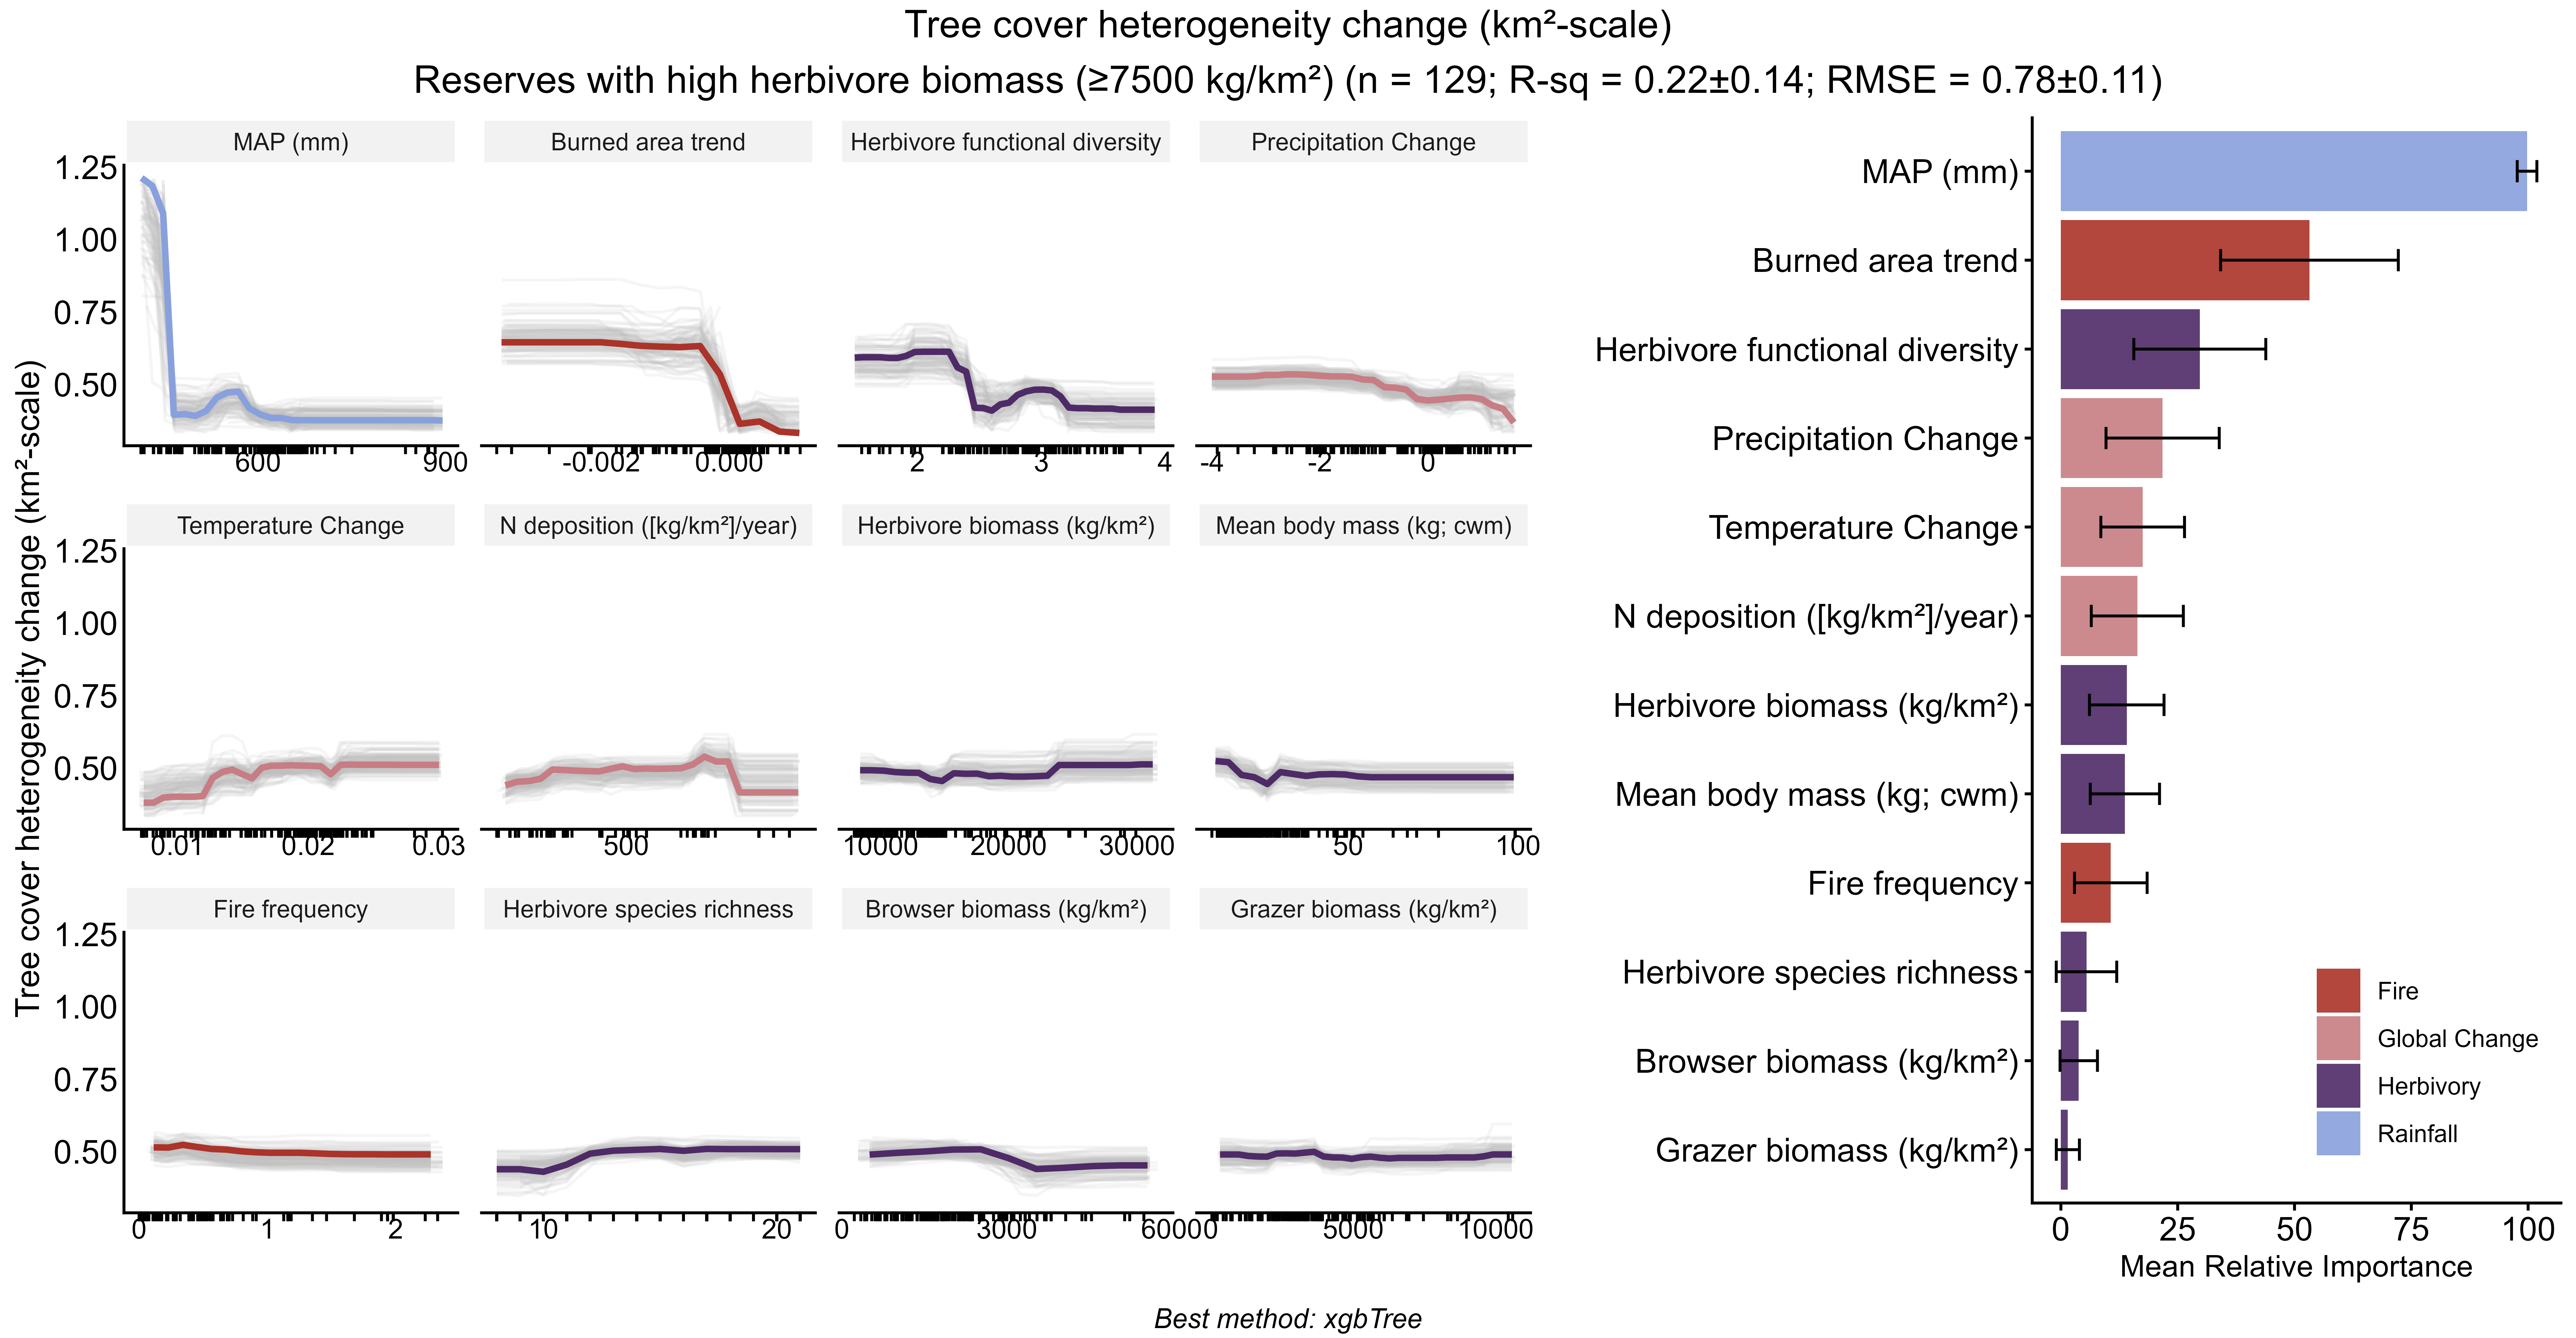 Tree cover heterogeneity change (km²-scale)
Reserves with high herbivore biomass (≥7500 kg/km²) (n = 129; R-sq = 0.22±0.14; RMSE = 0.78±0.11)
Tree cover heterogeneity change (km²-scale)
MAP (mm)
Burned area trend
Herbivore functional diversity
Precipitation Change
1.25
1.00
0.75
0.50
600 900
-0.002 0.000
2 3 4
-4 -2 0
Temperature Change
N deposition ([kg/km²]/year)
Herbivore biomass (kg/km²)
Mean body mass (kg; cwm)
1.25
1.00
0.75
0.50
0.01 0.02 0.03
500
10000 20000 30000
50 100
Fire frequency
Herbivore species richness
Browser biomass (kg/km²)
Grazer biomass (kg/km²)
1.25
1.00
0.75
0.50
0 1 2
10 20
0 3000 6000
0 5000 10000
MAP (mm)
Burned area trend
Herbivore functional diversity
Precipitation Change
Temperature Change
N deposition ([kg/km²]/year)
Herbivore biomass (kg/km²)
Mean body mass (kg; cwm)
Fire frequency
Herbivore species richness
Browser biomass (kg/km²)
Grazer biomass (kg/km²)
Fire
Global Change
Herbivory
Rainfall
0 25 50 75 100
Mean Relative Importance
Best method: xgbTree